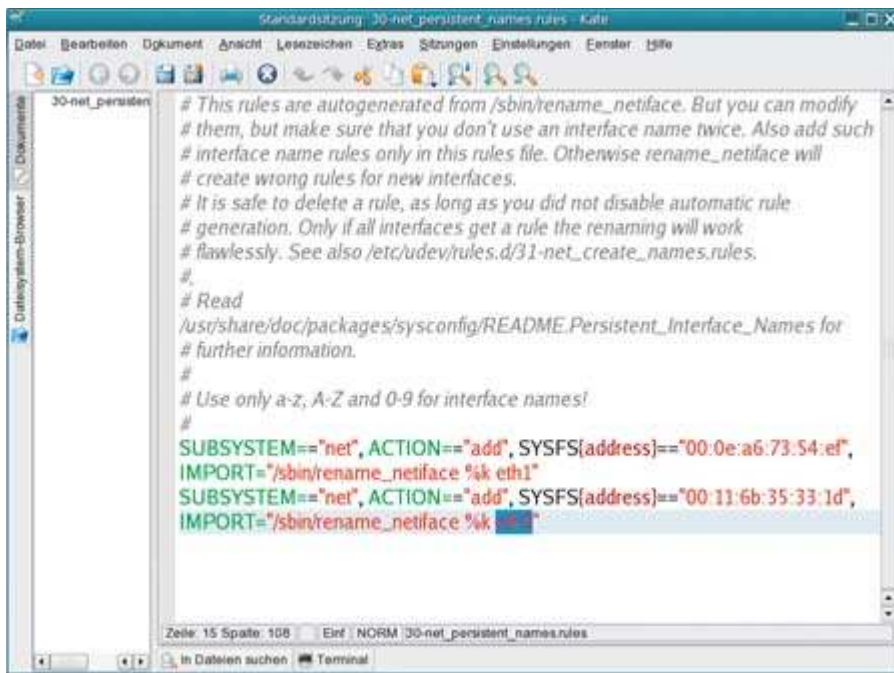 Standardsitzung: 30-net_persistent_names.rules - Kate
Datei Bearbeiten Dokument Ansicht Lesezeichen Extras Sitzungen Einstellungen Fenster Hilfe
Dokumente
Dateisystem-Browser
30-net_persisten
# This rules are autogenerated from /sbin/rename_netiface. But you can modify
# them, but make sure that you don't use an interface name twice. Also add such
# interface name rules only in this rules file. Otherwise rename_netiface will
# create wrong rules for new interfaces.
# It is safe to delete a rule, as long as you did not disable automatic rule
# generation. Only if all interfaces get a rule the renaming will work
# flawlessly. See also /etc/udev/rules.d/31-net_create_names.rules.
#,
# Read
/usr/share/doc/packages/sysconfig/README.Persistent_Interface_Names for
# further information.
#
# Use only a-z, A-Z and 0-9 for interface names!
#
SUBSYSTEM=="net", ACTION=="add", SYSFS{address}=="00:0e:a6:73:54:ef",
IMPORT="/sbin/rename_netiface %k eth1"
SUBSYSTEM=="net", ACTION=="add", SYSFS{address}=="00:11:6b:35:33:1d",
IMPORT="/sbin/rename_netiface %k "
Zeile: 15 Spalte: 108 Einf NORM 30-net_persistent_names.rules
In Dateien suchen Terminal